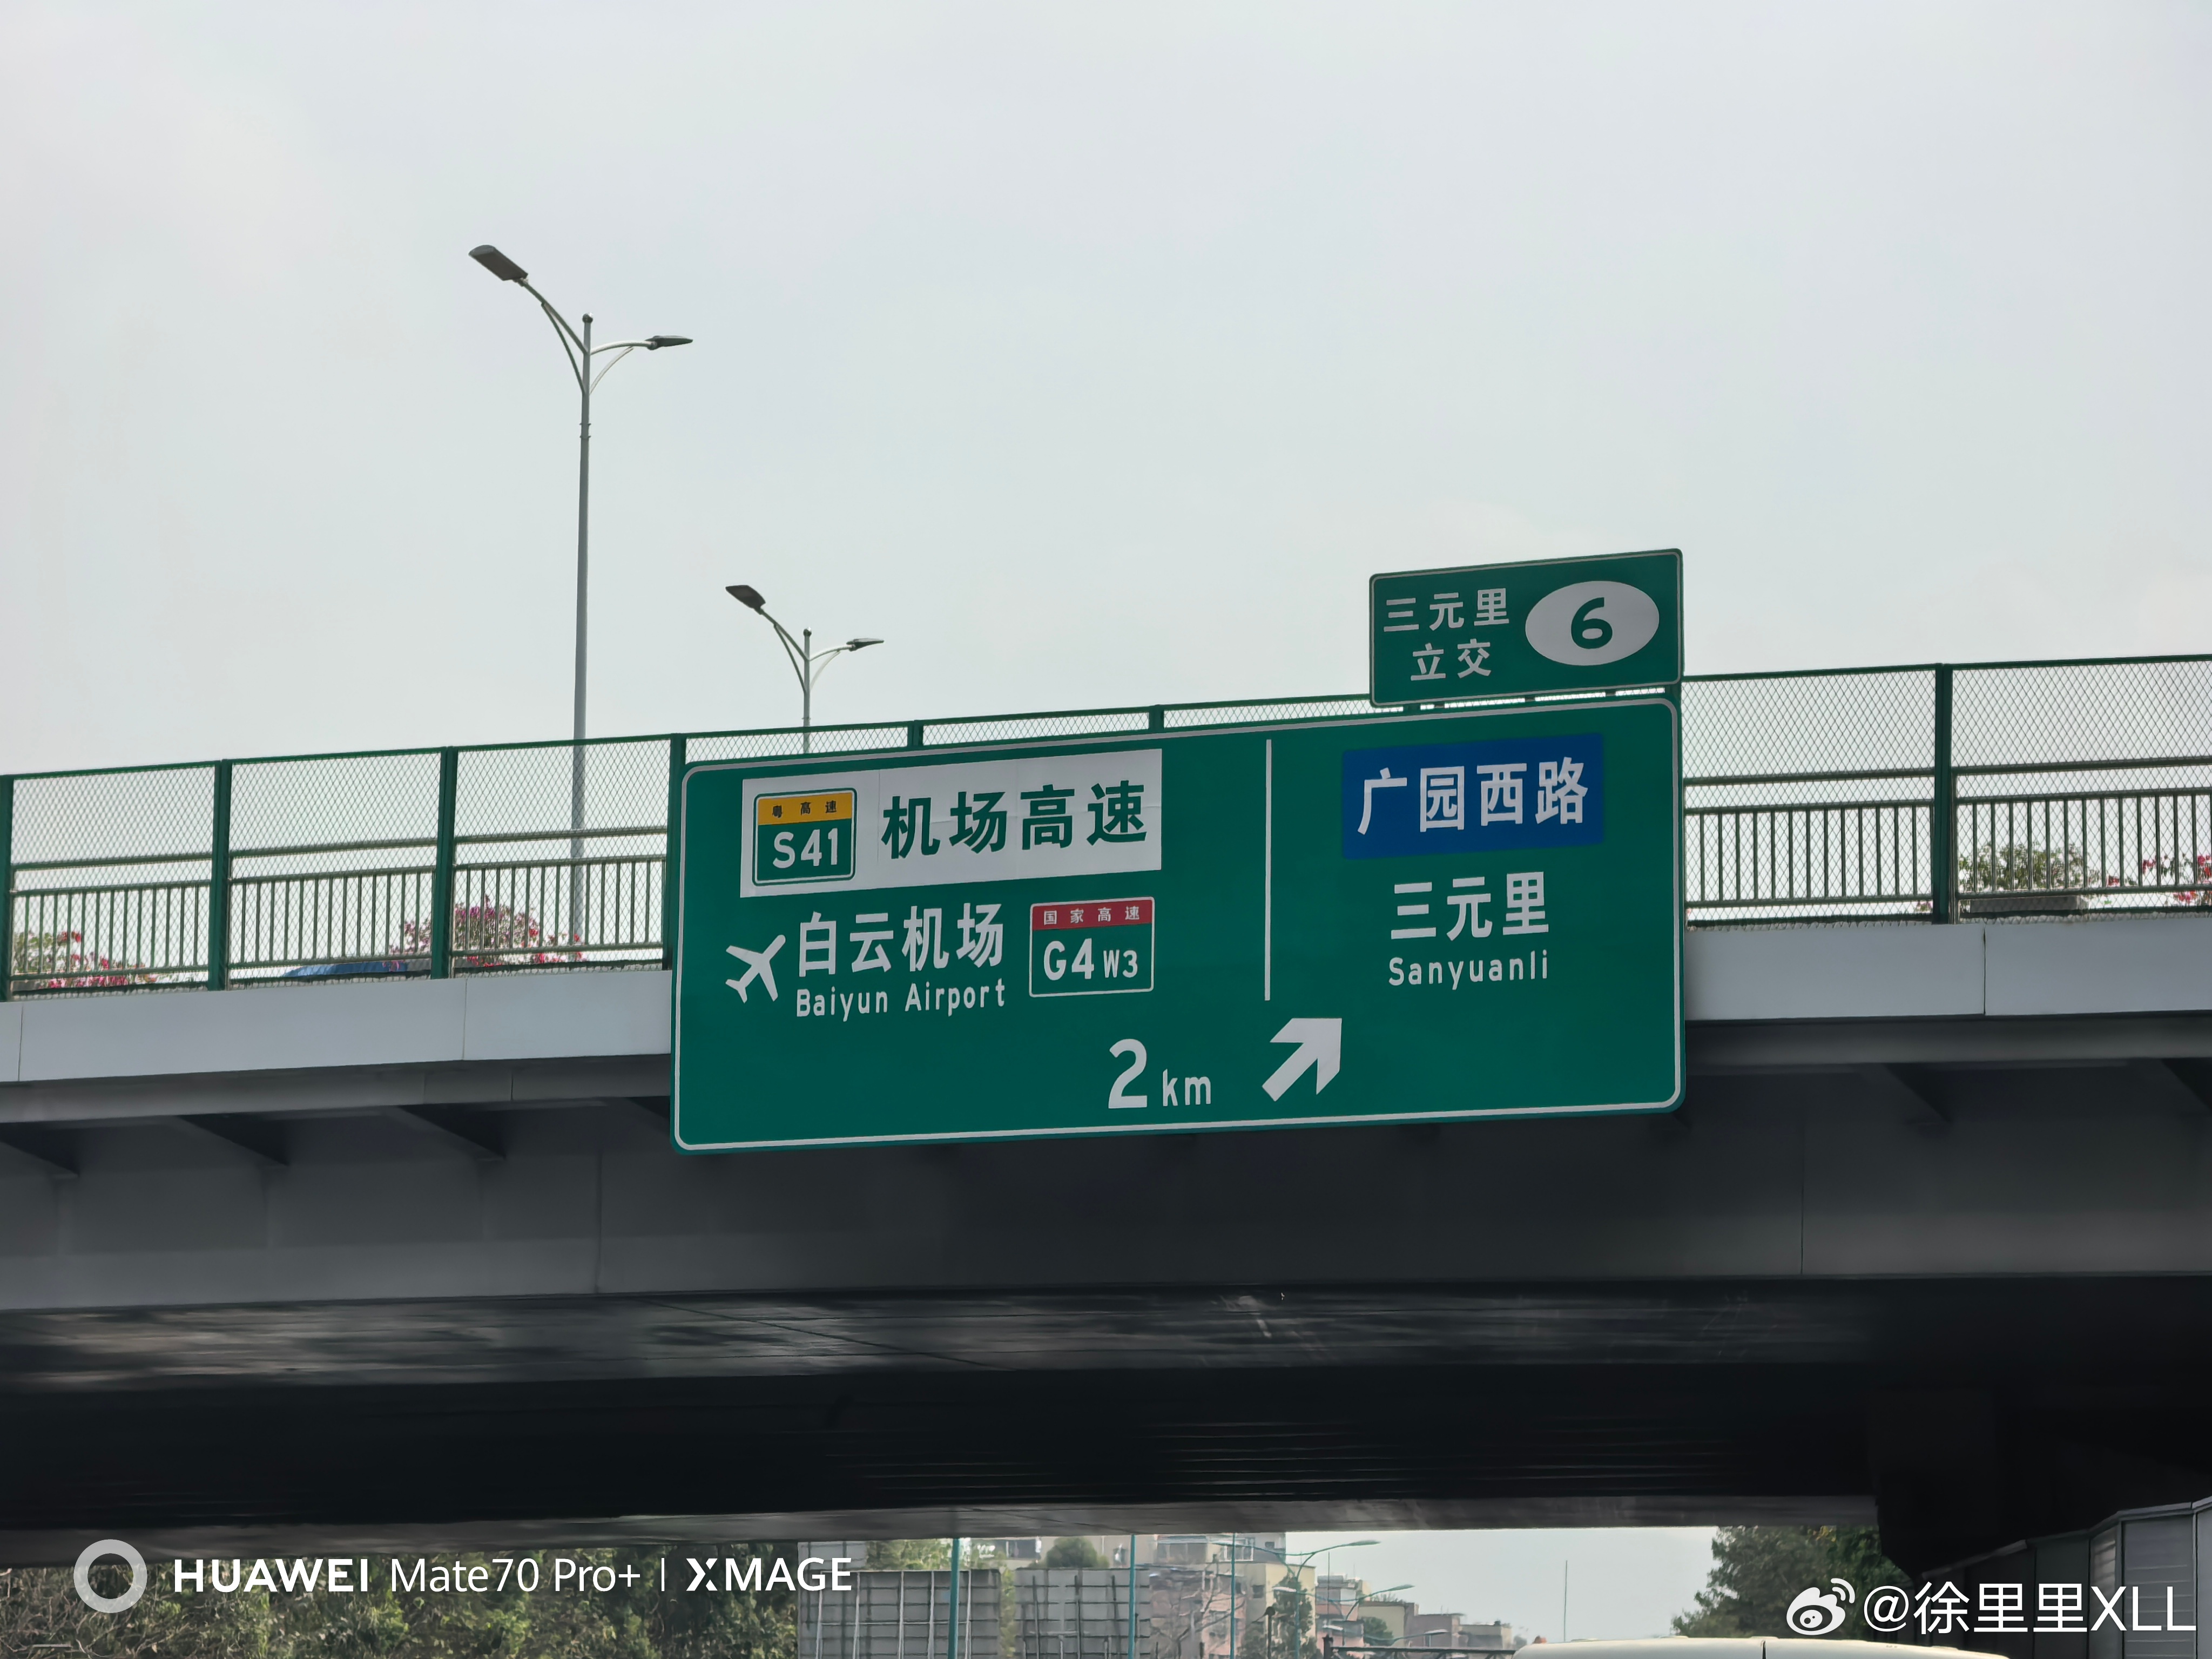 三元里
立交
6
粤高速
S41
机场高速
白云机场
Baiyun Airport
国家高速
G4W3
2km
广园西路
三元里
Sanyuanli
HUAWEI Mate70 Pro+ | XMAGE
@徐里里XLL